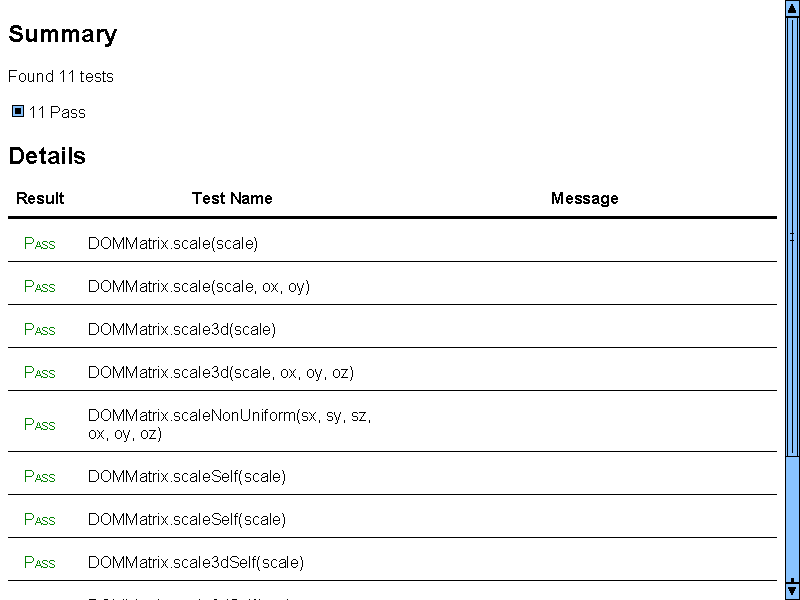 Summary
Found 11 tests
11 Pass
Details
Result Test Name Message
Pass DOMMatrix.scale(scale)
Pass DOMMatrix.scale(scale, ox, oy)
Pass DOMMatrix.scale3d(scale)
Pass DOMMatrix.scale3d(scale, ox, oy, oz)
Pass DOMMatrix.scaleNonUniform(sx, sy, sz,
ox, oy, oz)
Pass DOMMatrix.scaleSelf(scale)
Pass DOMMatrix.scaleSelf(scale)
Pass DOMMatrix.scale3dSelf(scale)